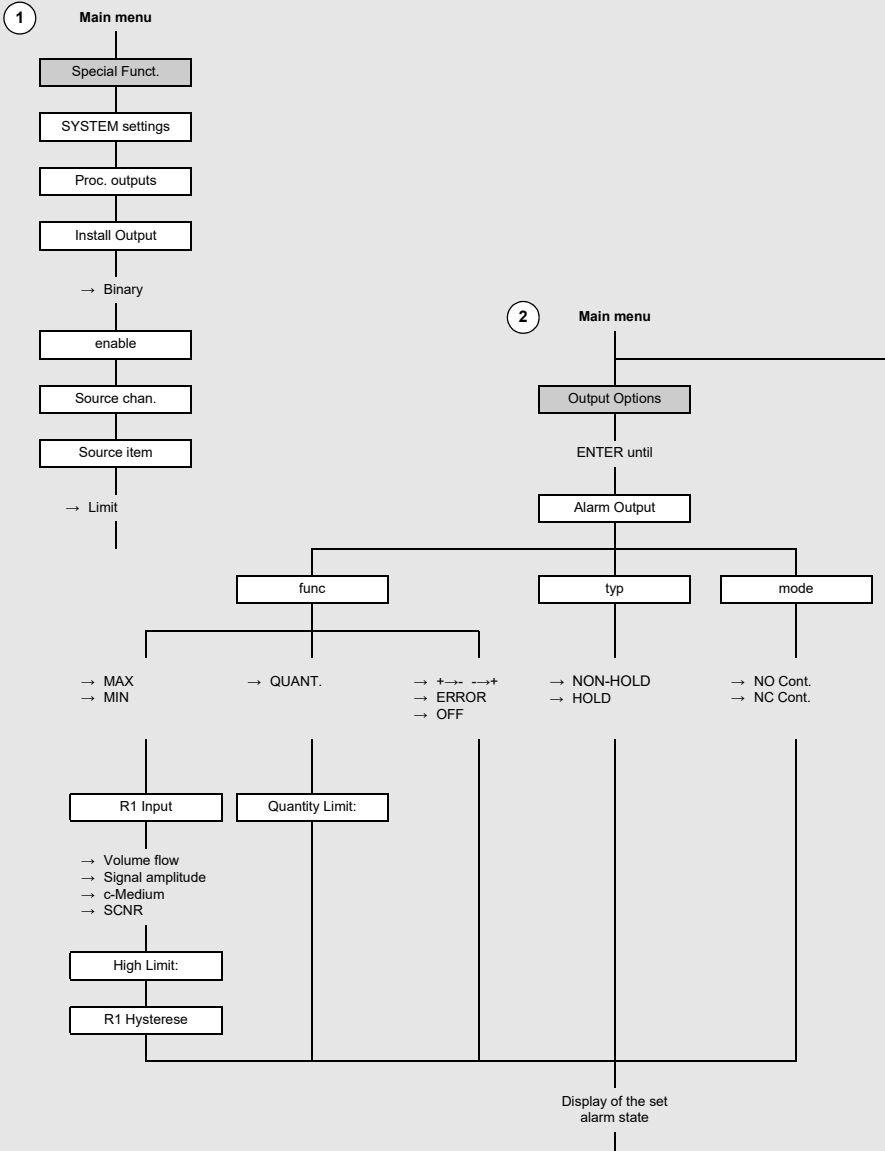 1
Main menu
Special Funct.
SYSTEM settings
Proc. outputs
Install Output
→ Binary
enable
Source chan.
Source item
→ Limit
2
Main menu
Output Options
ENTER until
Alarm Output
func
typ
mode
→ MAX
→ MIN
→ QUANT.
→ +→- -→+
→ ERROR
→ OFF
→ NON-HOLD
→ HOLD
→ NO Cont.
→ NC Cont.
R1 Input
Quantity Limit:
→ Volume flow
→ Signal amplitude
→ c-Medium
→ SCNR
High Limit:
R1 Hysterese
Display of the set
alarm state